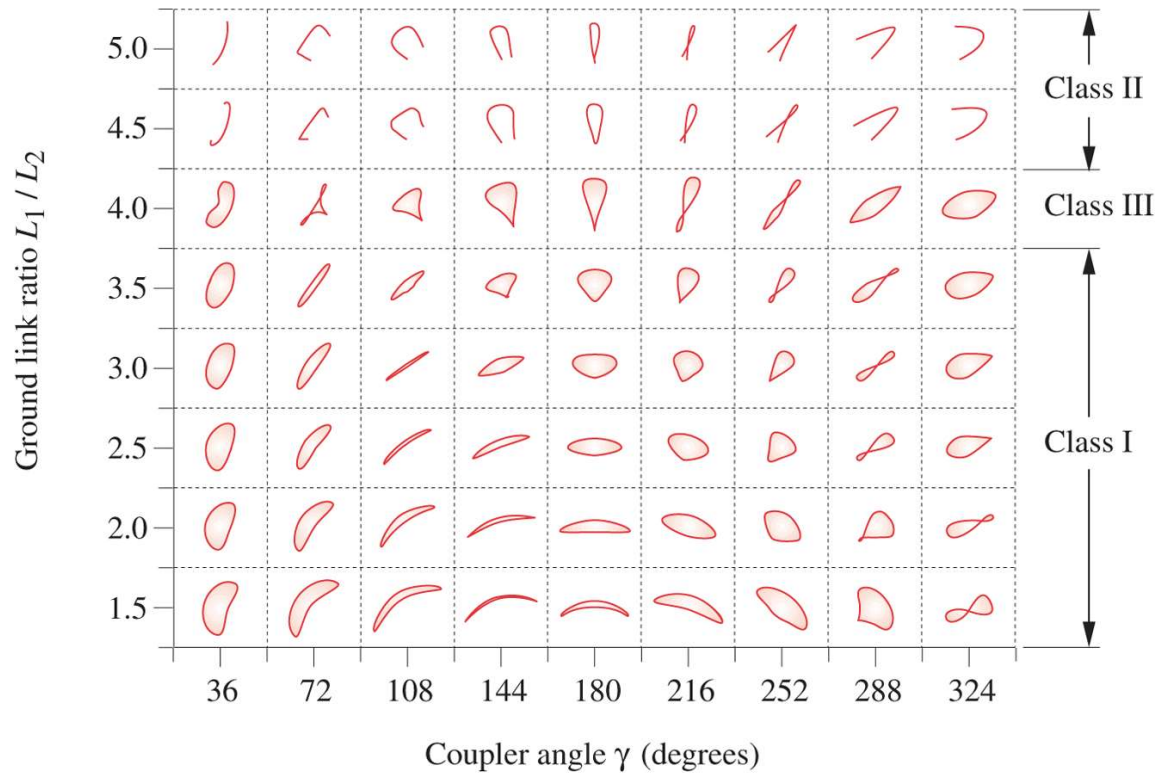 Ground link ratio L1 / L2
5.0
4.5
4.0
3.5
3.0
2.5
2.0
1.5
36 72 108 144 180 216 252 288 324
Coupler angle γ (degrees)
Class II
Class III
Class I